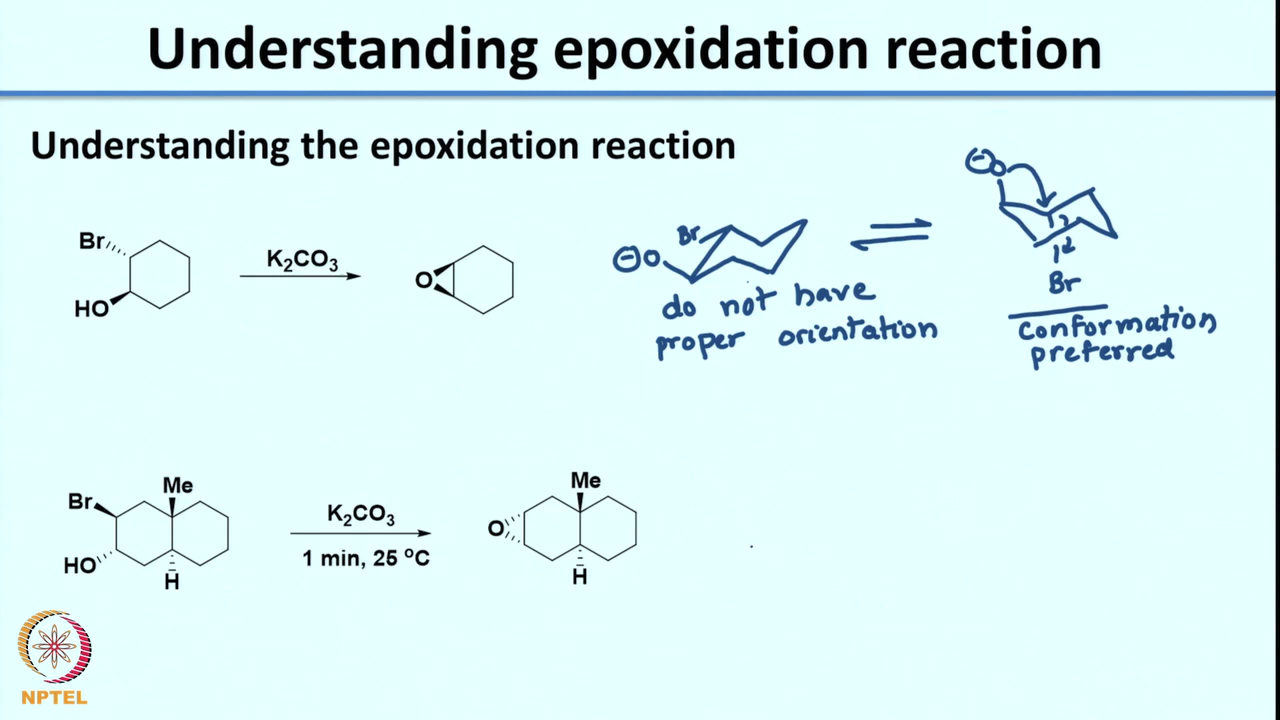 Understanding epoxidation reaction
Understanding the epoxidation reaction
Br
HO
K2CO3
O
⊖O
Br
do not have
proper orientation
⊖O
Br
conformation
preferred
Br
HO
Me
H
K2CO3
1 min, 25 °C
O
Me
H
NPTEL